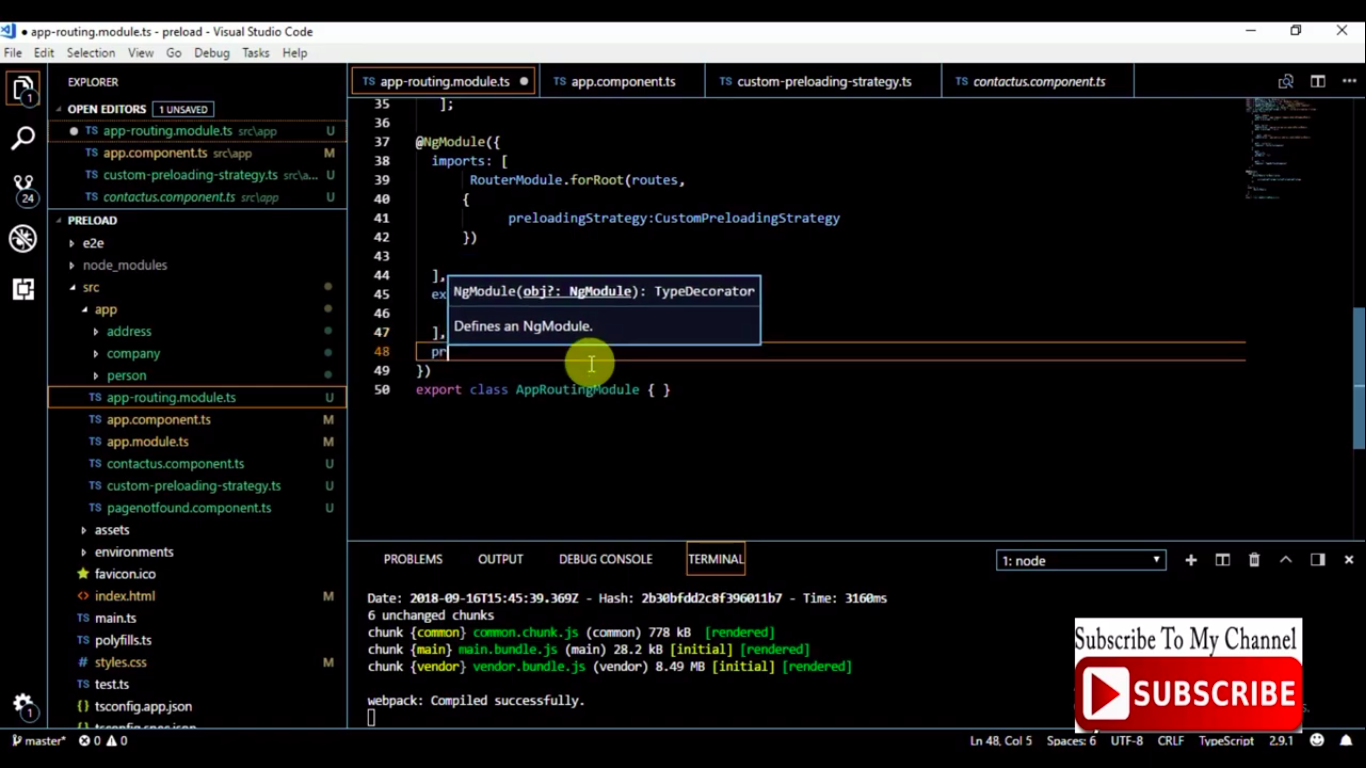 ● app-routing.module.ts - preload - Visual Studio Code
File Edit Selection View Go Debug Tasks Help
EXPLORER
OPEN EDITORS 1 UNSAVED
● TS app-routing.module.ts src\app U
TS app.component.ts src\app M
TS custom-preloading-strategy.ts src\a... U
TS contactus.component.ts src\app U
PRELOAD
e2e
node_modules
src
app
address
company
person
TS app-routing.module.ts U
TS app.component.ts M
TS app.module.ts M
TS contactus.component.ts U
TS custom-preloading-strategy.ts U
TS pagenotfound.component.ts U
assets
environments
favicon.ico
<> index.html M
TS main.ts
TS polyfills.ts
# styles.css M
TS test.ts
{} tsconfig.app.json
{} tsconfig.spec.json
1
24
1
TS app-routing.module.ts ● TS app.component.ts TS custom-preloading-strategy.ts TS contactus.component.ts
35 ];
36
37 @NgModule({
38 imports: [
39 RouterModule.forRoot(routes,
40 {
41 preloadingStrategy:CustomPreloadingStrategy
42 })
43
44 ],
45 ex
46
47 ],
48 pr
49 })
50 export class AppRoutingModule { }
NgModule(obj?: NgModule): TypeDecorator
Defines an NgModule.
PROBLEMS OUTPUT DEBUG CONSOLE TERMINAL 1: node
Date: 2018-09-16T15:45:39.369Z - Hash: 2b30bfdd2c8f396011b7 - Time: 3160ms
6 unchanged chunks
chunk {common} common.chunk.js (common) 778 kB [rendered]
chunk {main} main.bundle.js (main) 28.2 kB [initial] [rendered]
chunk {vendor} vendor.bundle.js (vendor) 8.49 MB [initial] [rendered]
webpack: Compiled successfully.
Subscribe To My Channel
SUBSCRIBE
master* 0 0 Ln 48, Col 5 Spaces: 6 UTF-8 CRLF TypeScript 2.9.1